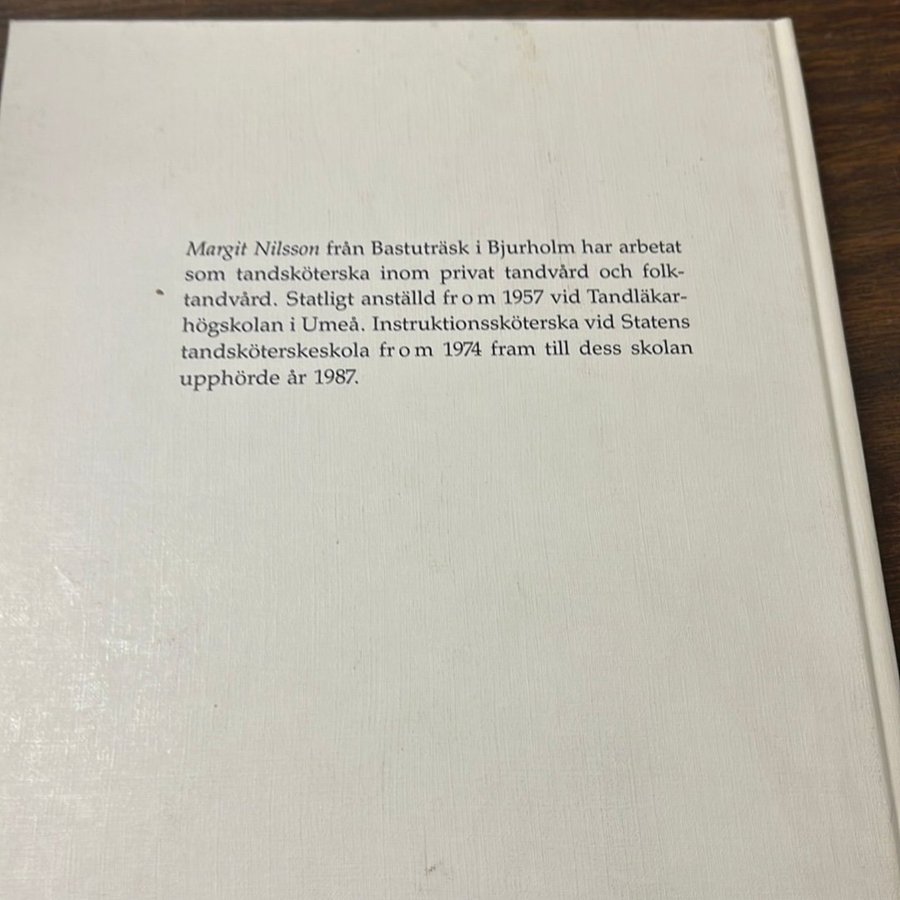 Margit Nilsson från Bastuträsk i Bjurholm har arbetat
som tandsköterska inom privat tandvård och folk-
tandvård. Statligt anställd fr o m 1957 vid Tandläkar-
högskolan i Umeå. Instruktionssköterska vid Statens
tandsköterskeskola fr o m 1974 fram till dess skolan
upphörde år 1987.